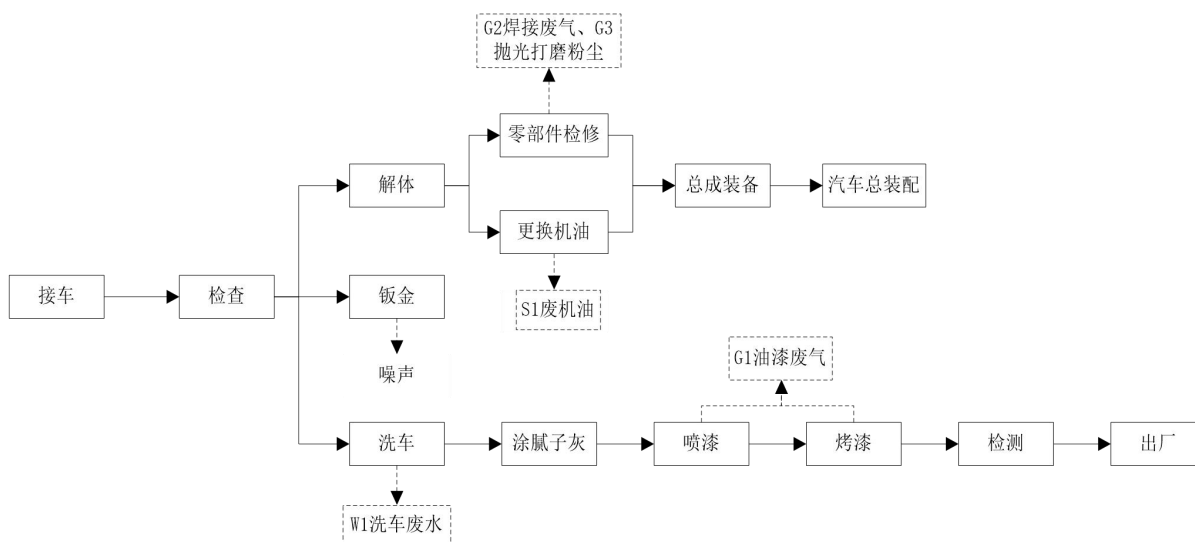 G2焊接废气、G3
抛光打磨粉尘
零部件检修
解体
总成装备
汽车总装配
更换机油
接车
检查
钣金
S1废机油
噪声
G1油漆废气
洗车
涂腻子灰
喷漆
烤漆
检测
出厂
W1洗车废水